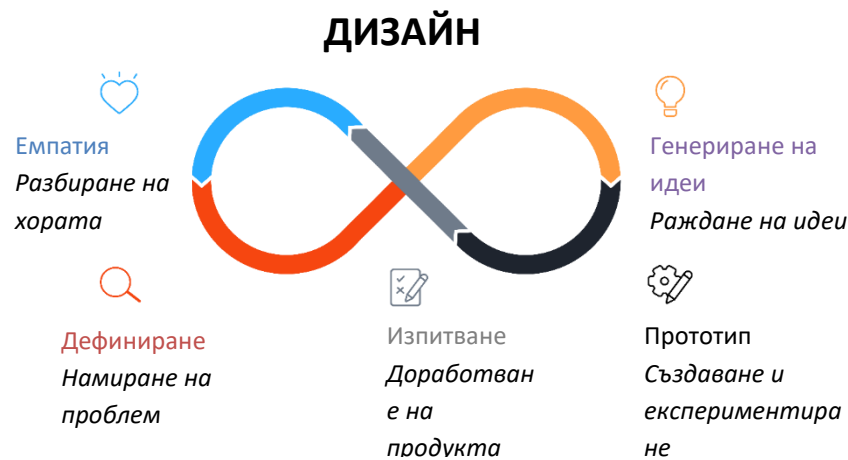 ДИЗАЙН
Емпатия
Разбиране на
хората
Генериране на
идеи
Раждане на идеи
Дефиниране
Намиране на
проблем
Изпитване
Доработван
е на
продукта
Прототип
Създаване и
експериментира
не